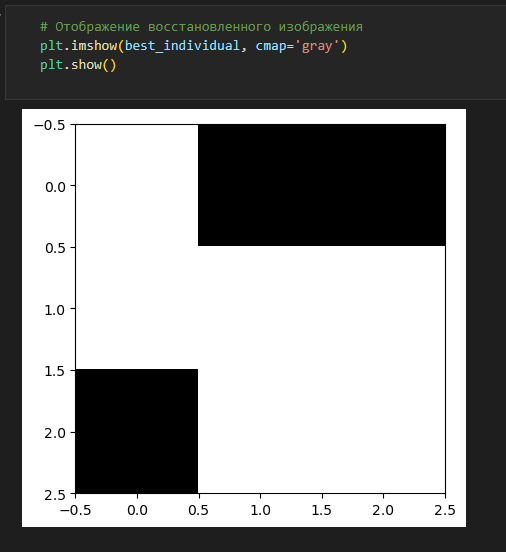 # Отображение восстановленного изображения
plt.imshow(best_individual, cmap='gray')
plt.show()
−0.5
0.0
0.5
1.0
1.5
2.0
2.5
−0.5 0.0 0.5 1.0 1.5 2.0 2.5